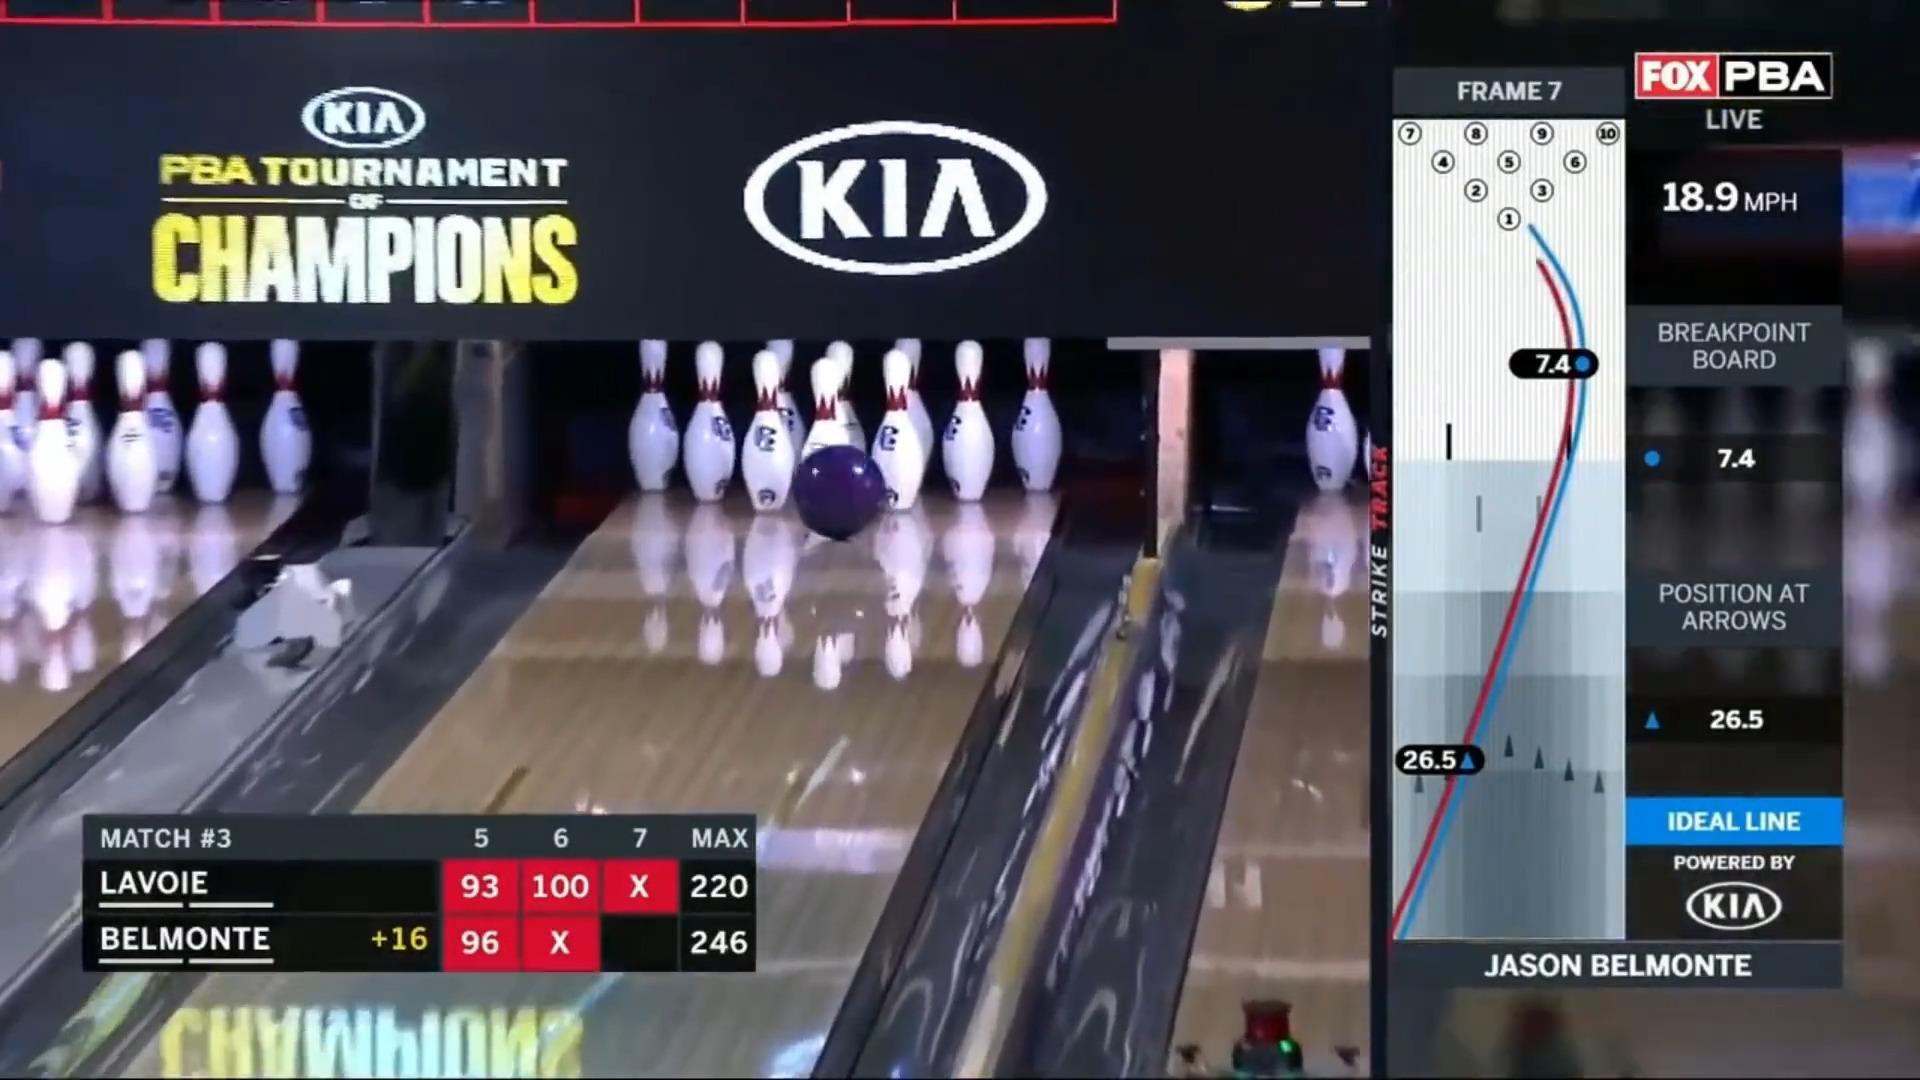 KIA
PBA TOURNAMENT
OF
CHAMPIONS
KIA
FRAME 7
7 8 9 10
4 5 6
2 3
1
7.4
26.5
STRIKE TRACK
FOX PBA
LIVE
18.9 MPH
BREAKPOINT
BOARD
7.4
POSITION AT
ARROWS
26.5
IDEAL LINE
POWERED BY
KIA
JASON BELMONTE
MATCH #3 5 6 7 MAX
LAVOIE 93 100 X 220
BELMONTE +16 96 X 246
CHAMPIONS